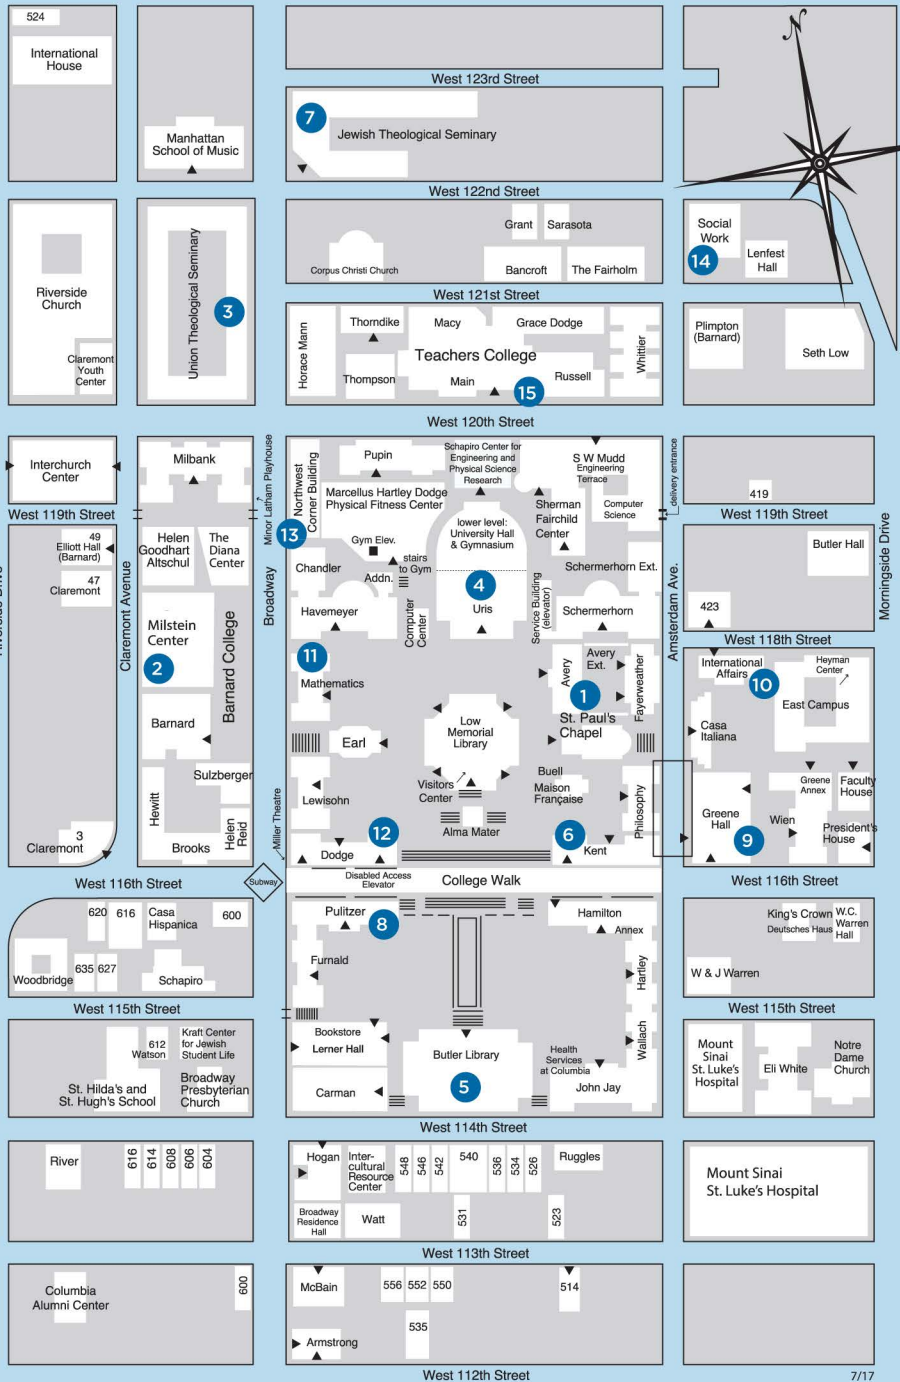 524
International
House
Manhattan
School of Music
West 123rd Street
7
Jewish Theological Seminary
N
West 122nd Street
Riverside
Church
Claremont
Youth
Center
Union Theological Seminary
3
Corpus Christi Church
Grant
Sarasota
Bancroft
The Fairholm
Social
Work
14
Lenfest
Hall
West 121st Street
Horace Mann
Thorndike
Macy
Grace Dodge
Teachers College
Thompson
Main
Russell
15
Whittier
Plimpton
(Barnard)
Seth Low
West 120th Street
Interchurch
Center
West 119th Street
Milbank
Minor Latham Playhouse
Northwest
Corner Building
13
Pupin
Schapiro Center for
Engineering and
Physical Science
Research
S W Mudd
Engineering
Terrace
Computer
Science
delivery entrance
Marcellus Hartley Dodge
Physical Fitness Center
lower level:
University Hall
& Gymnasium
Sherman
Fairchild
Center
419
West 119th Street
49
Elliott Hall
(Barnard)
47
Claremont
Claremont Avenue
Helen
Goodhart
Altschul
The
Diana
Center
Broadway
Chandler
Gym Elev.
stairs
to Gym
Addn.
4
Uris
Havemeyer
Computer
Center
Service Building
(elevator)
Schermerhorn Ext.
Schermerhorn
Amsterdam Ave.
Butler Hall
423
Morningside Drive
West 118th Street
Milstein
Center
2
Barnard College
Barnard
11
Mathematics
Earl
Low
Memorial
Library
Avery
Avery
Ext.
1
Fayerweather
St. Paul's
Chapel
International
Affairs
10
Heyman
Center
East Campus
Casa
Italiana
Hewitt
Sulzberger
Helen
Reid
Brooks
3
Claremont
Miller Theatre
Lewisohn
Visitors
Center
Alma Mater
Buell
Maison
Française
Philosophy
Greene
Hall
9
Greene
Annex
Faculty
House
Wien
President's
House
12
Dodge
6
Kent
West 116th Street
Subway
Disabled Access
Elevator
College Walk
West 116th Street
620
616
Casa
Hispanica
600
Woodbridge
635
627
Schapiro
Pulitzer
8
Furnald
Hamilton
Annex
Hartley
King's Crown
Deutsches Haus
W.C.
Warren
Hall
W & J Warren
West 115th Street
West 115th Street
612
Watson
Kraft Center
for Jewish
Student Life
St. Hilda's and
St. Hugh's School
Broadway
Presbyterian
Church
Bookstore
Lerner Hall
Carman
Butler Library
5
Health
Services
at Columbia
John Jay
Wallach
Mount
Sinai
St. Luke's
Hospital
Eli White
Notre
Dame
Church
West 114th Street
River
616
614
608
606
604
Hogan
Inter-
cultural
Resource
Center
548
546
542
540
536
534
526
Ruggles
Broadway
Residence
Hall
Watt
531
523
Mount Sinai
St. Luke's Hospital
West 113th Street
Columbia
Alumni Center
600
McBain
556
552
550
514
535
Armstrong
West 112th Street
7/17